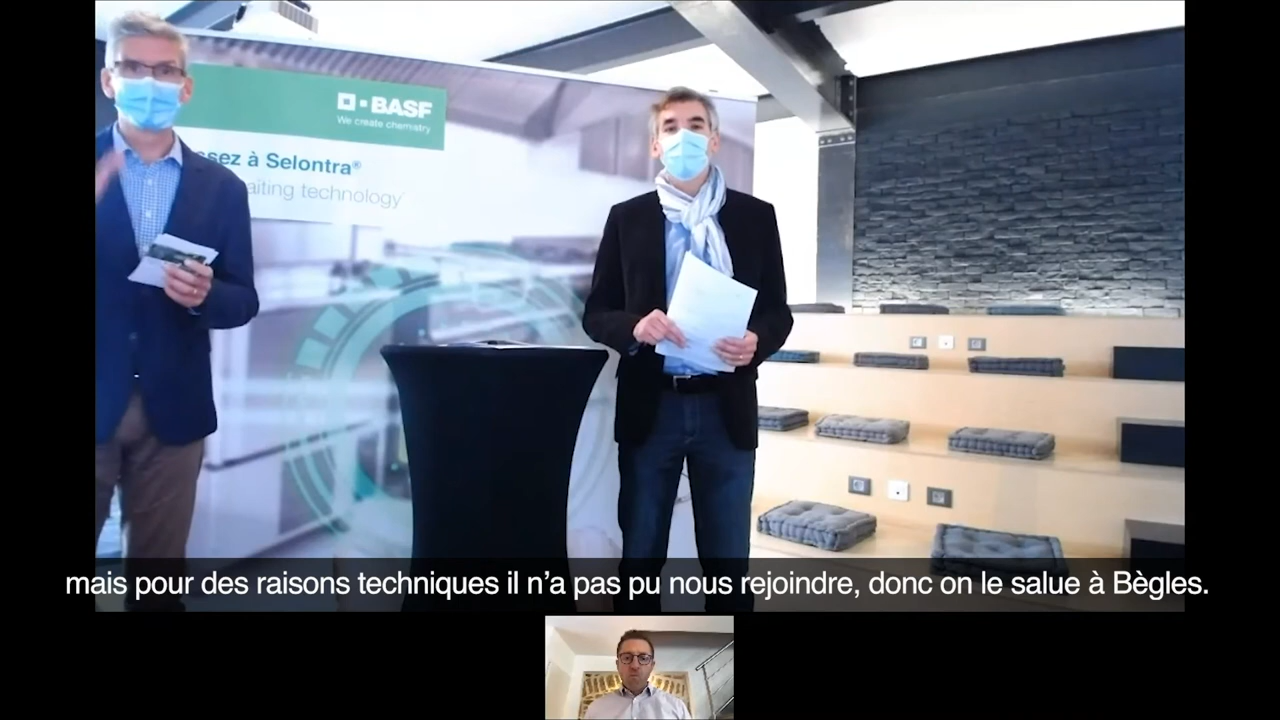 BASF
We create chemistry
ssez à Selontra®
aiting technology
mais pour des raisons techniques il n'a pas pu nous rejoindre, donc on le salue à Bègles.